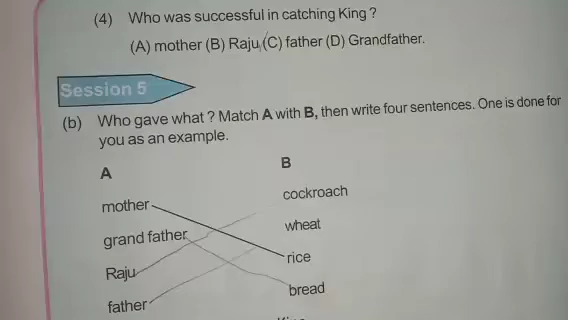 (4) Who was successful in catching King ?
(A) mother (B) Raju (C) father (D) Grandfather.
Session 5
(b) Who gave what ? Match A with B, then write four sentences. One is done for
you as an example.
A
B
mother
cockroach
grand father
wheat
Raju
rice
father
bread